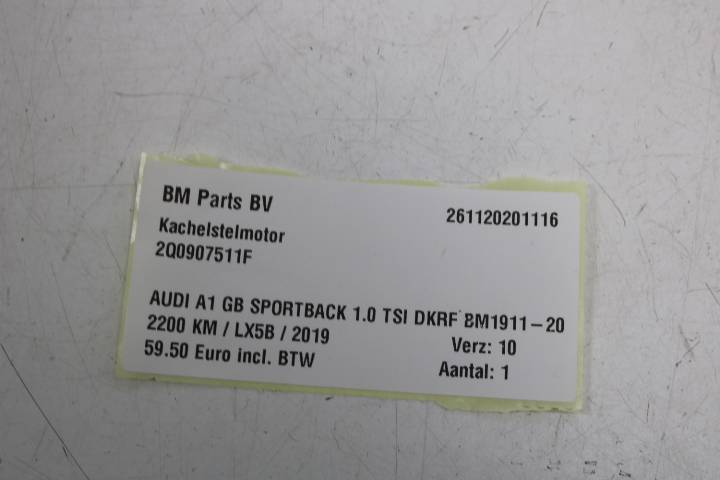 BM Parts BV 261120201116
Kachelstelmotor
2Q0907511F
AUDI A1 GB SPORTBACK 1.0 TSI DKRF BM1911-20
2200 KM / LX5B / 2019 Verz: 10
59.50 Euro incl. BTW Aantal: 1